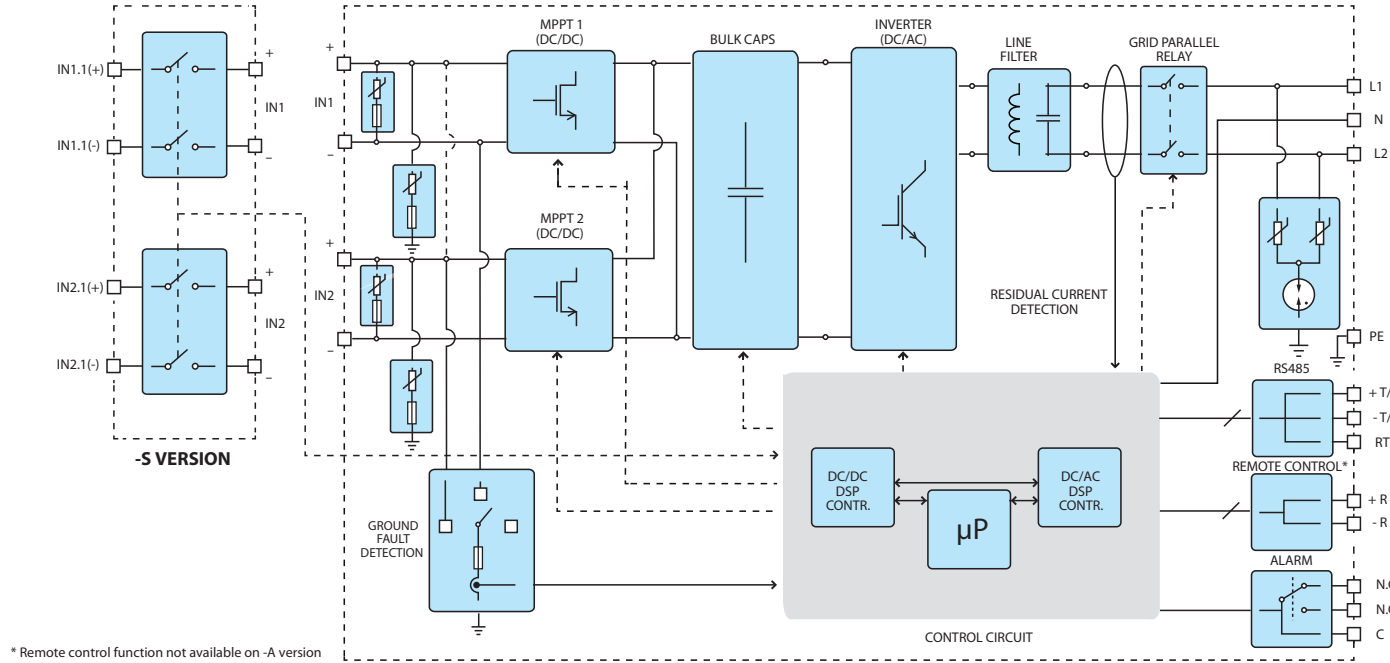 IN1.1(+)
IN1.1(-)
IN2.1(+)
IN2.1(-)
+
IN1
–
+
IN2
–
-S VERSION
+
IN1
–
+
IN2
–
MPPT 1
(DC/DC)
MPPT 2
(DC/DC)
BULK CAPS
INVERTER
(DC/AC)
LINE
FILTER
GRID PARALLEL
RELAY
L1
N
L2
RESIDUAL CURRENT
DETECTION
PE
RS485
+ T/
- T/
RT
REMOTE CONTROL*
+ R
- R
ALARM
N.
N.
C
GROUND
FAULT
DETECTION
DC/DC
DSP
CONTR.
µP
DC/AC
DSP
CONTR.
CONTROL CIRCUIT
* Remote control function not available on -A version